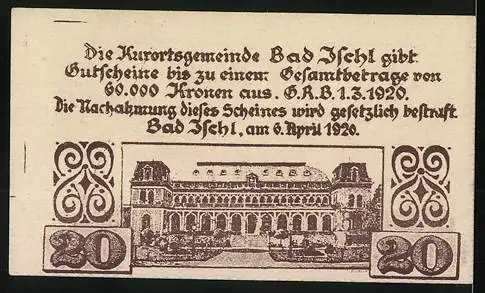 Die Kurortsgemeinde Bad Ischl gibt
Gutscheine bis zu einem Gesamtbetrage von
60.000 Kronen aus. G.R.B. 1.3.1920.
Die Nachahmung dieses Scheines wird gesetzlich bestraft.
Bad Ischl, am 6. April 1920.
20 20